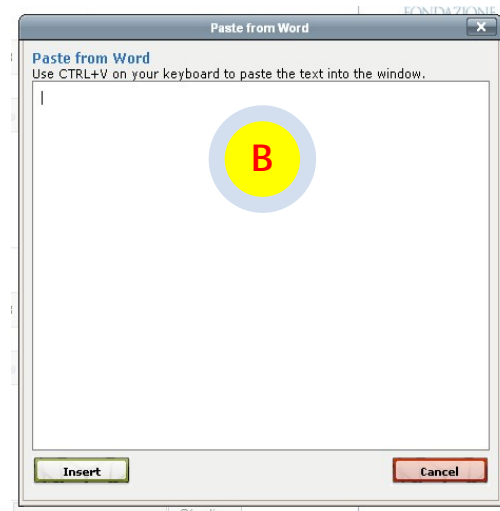 FONDAZIONE
Paste from Word
Paste from Word
Use CTRL+V on your keyboard to paste the text into the window.
B
Insert
Cancel